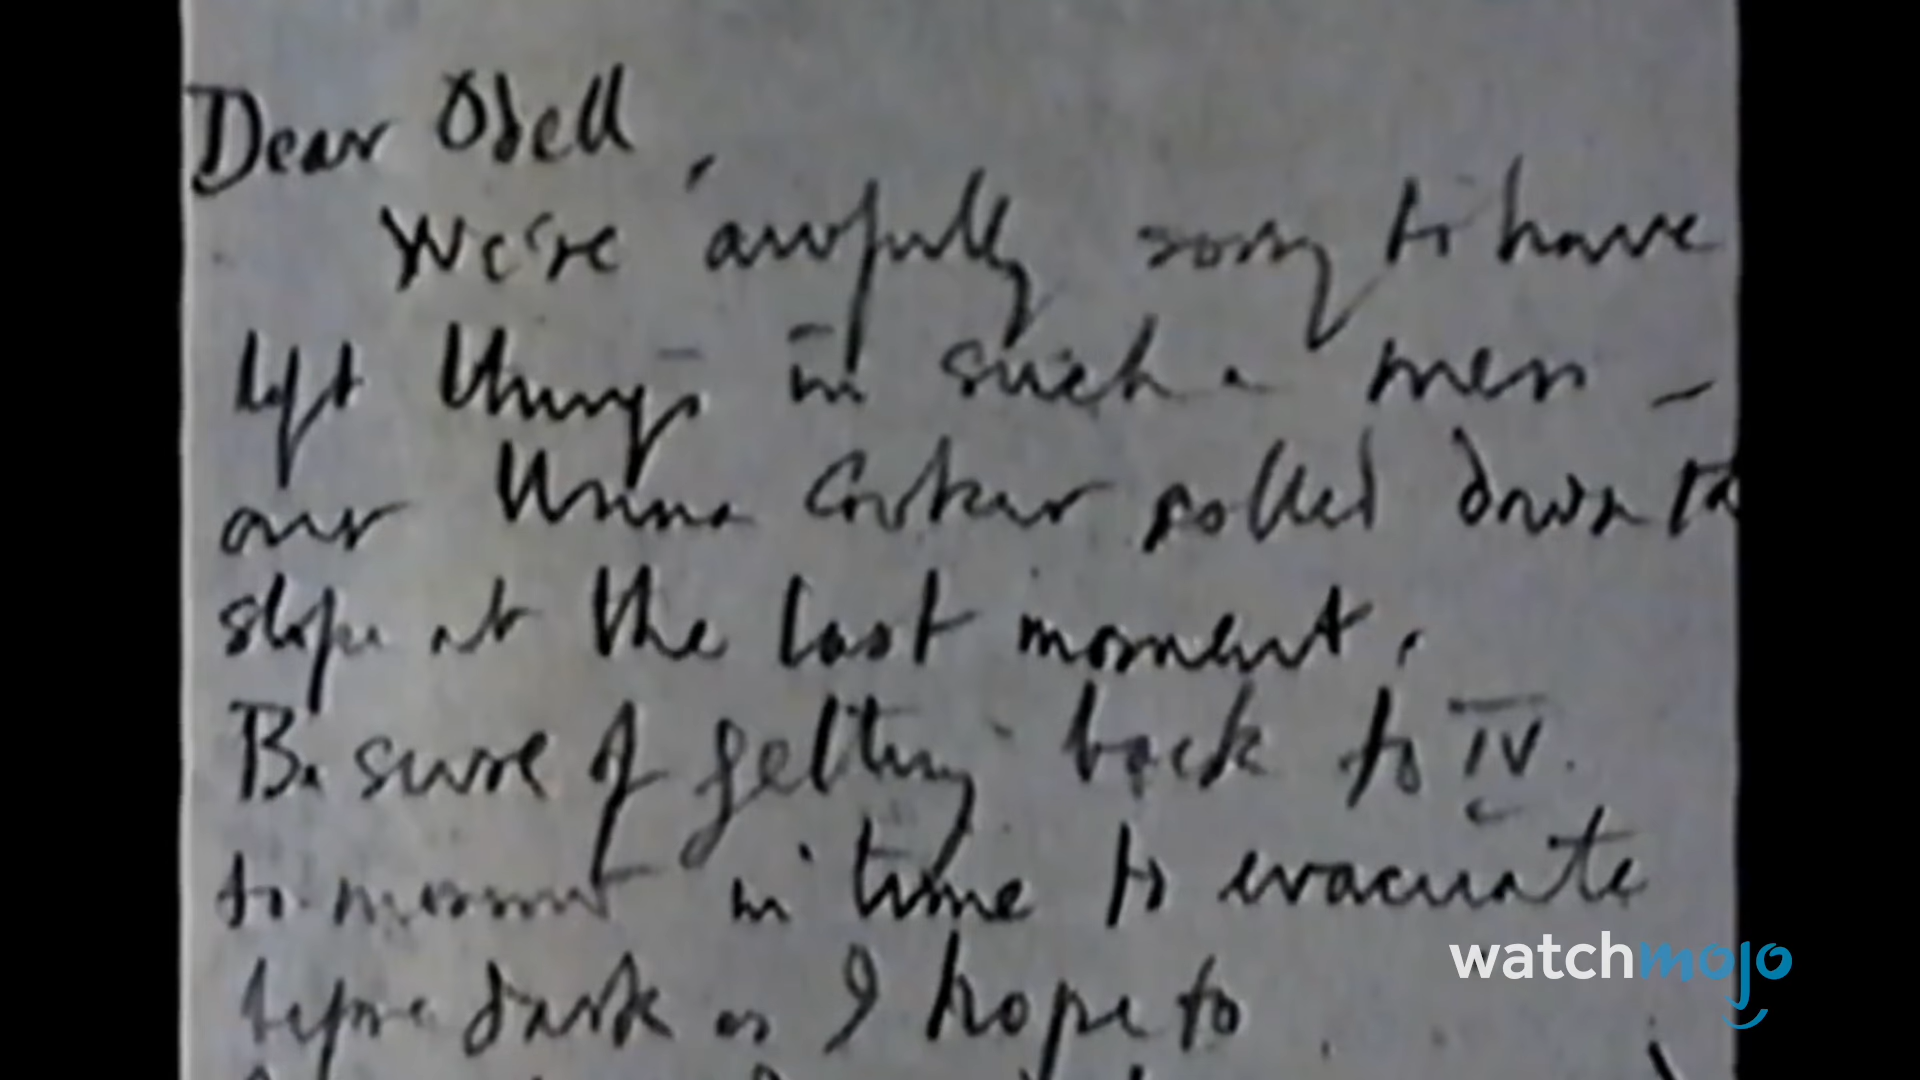 Dear Odell,
We're awfully sorry to have
left things in such a mess –
our Unna Cooker rolled down the
slope at the last moment.
Be sure of getting back to IV
tomorrow in time to evacuate
before dark as I hope to
watchmojo